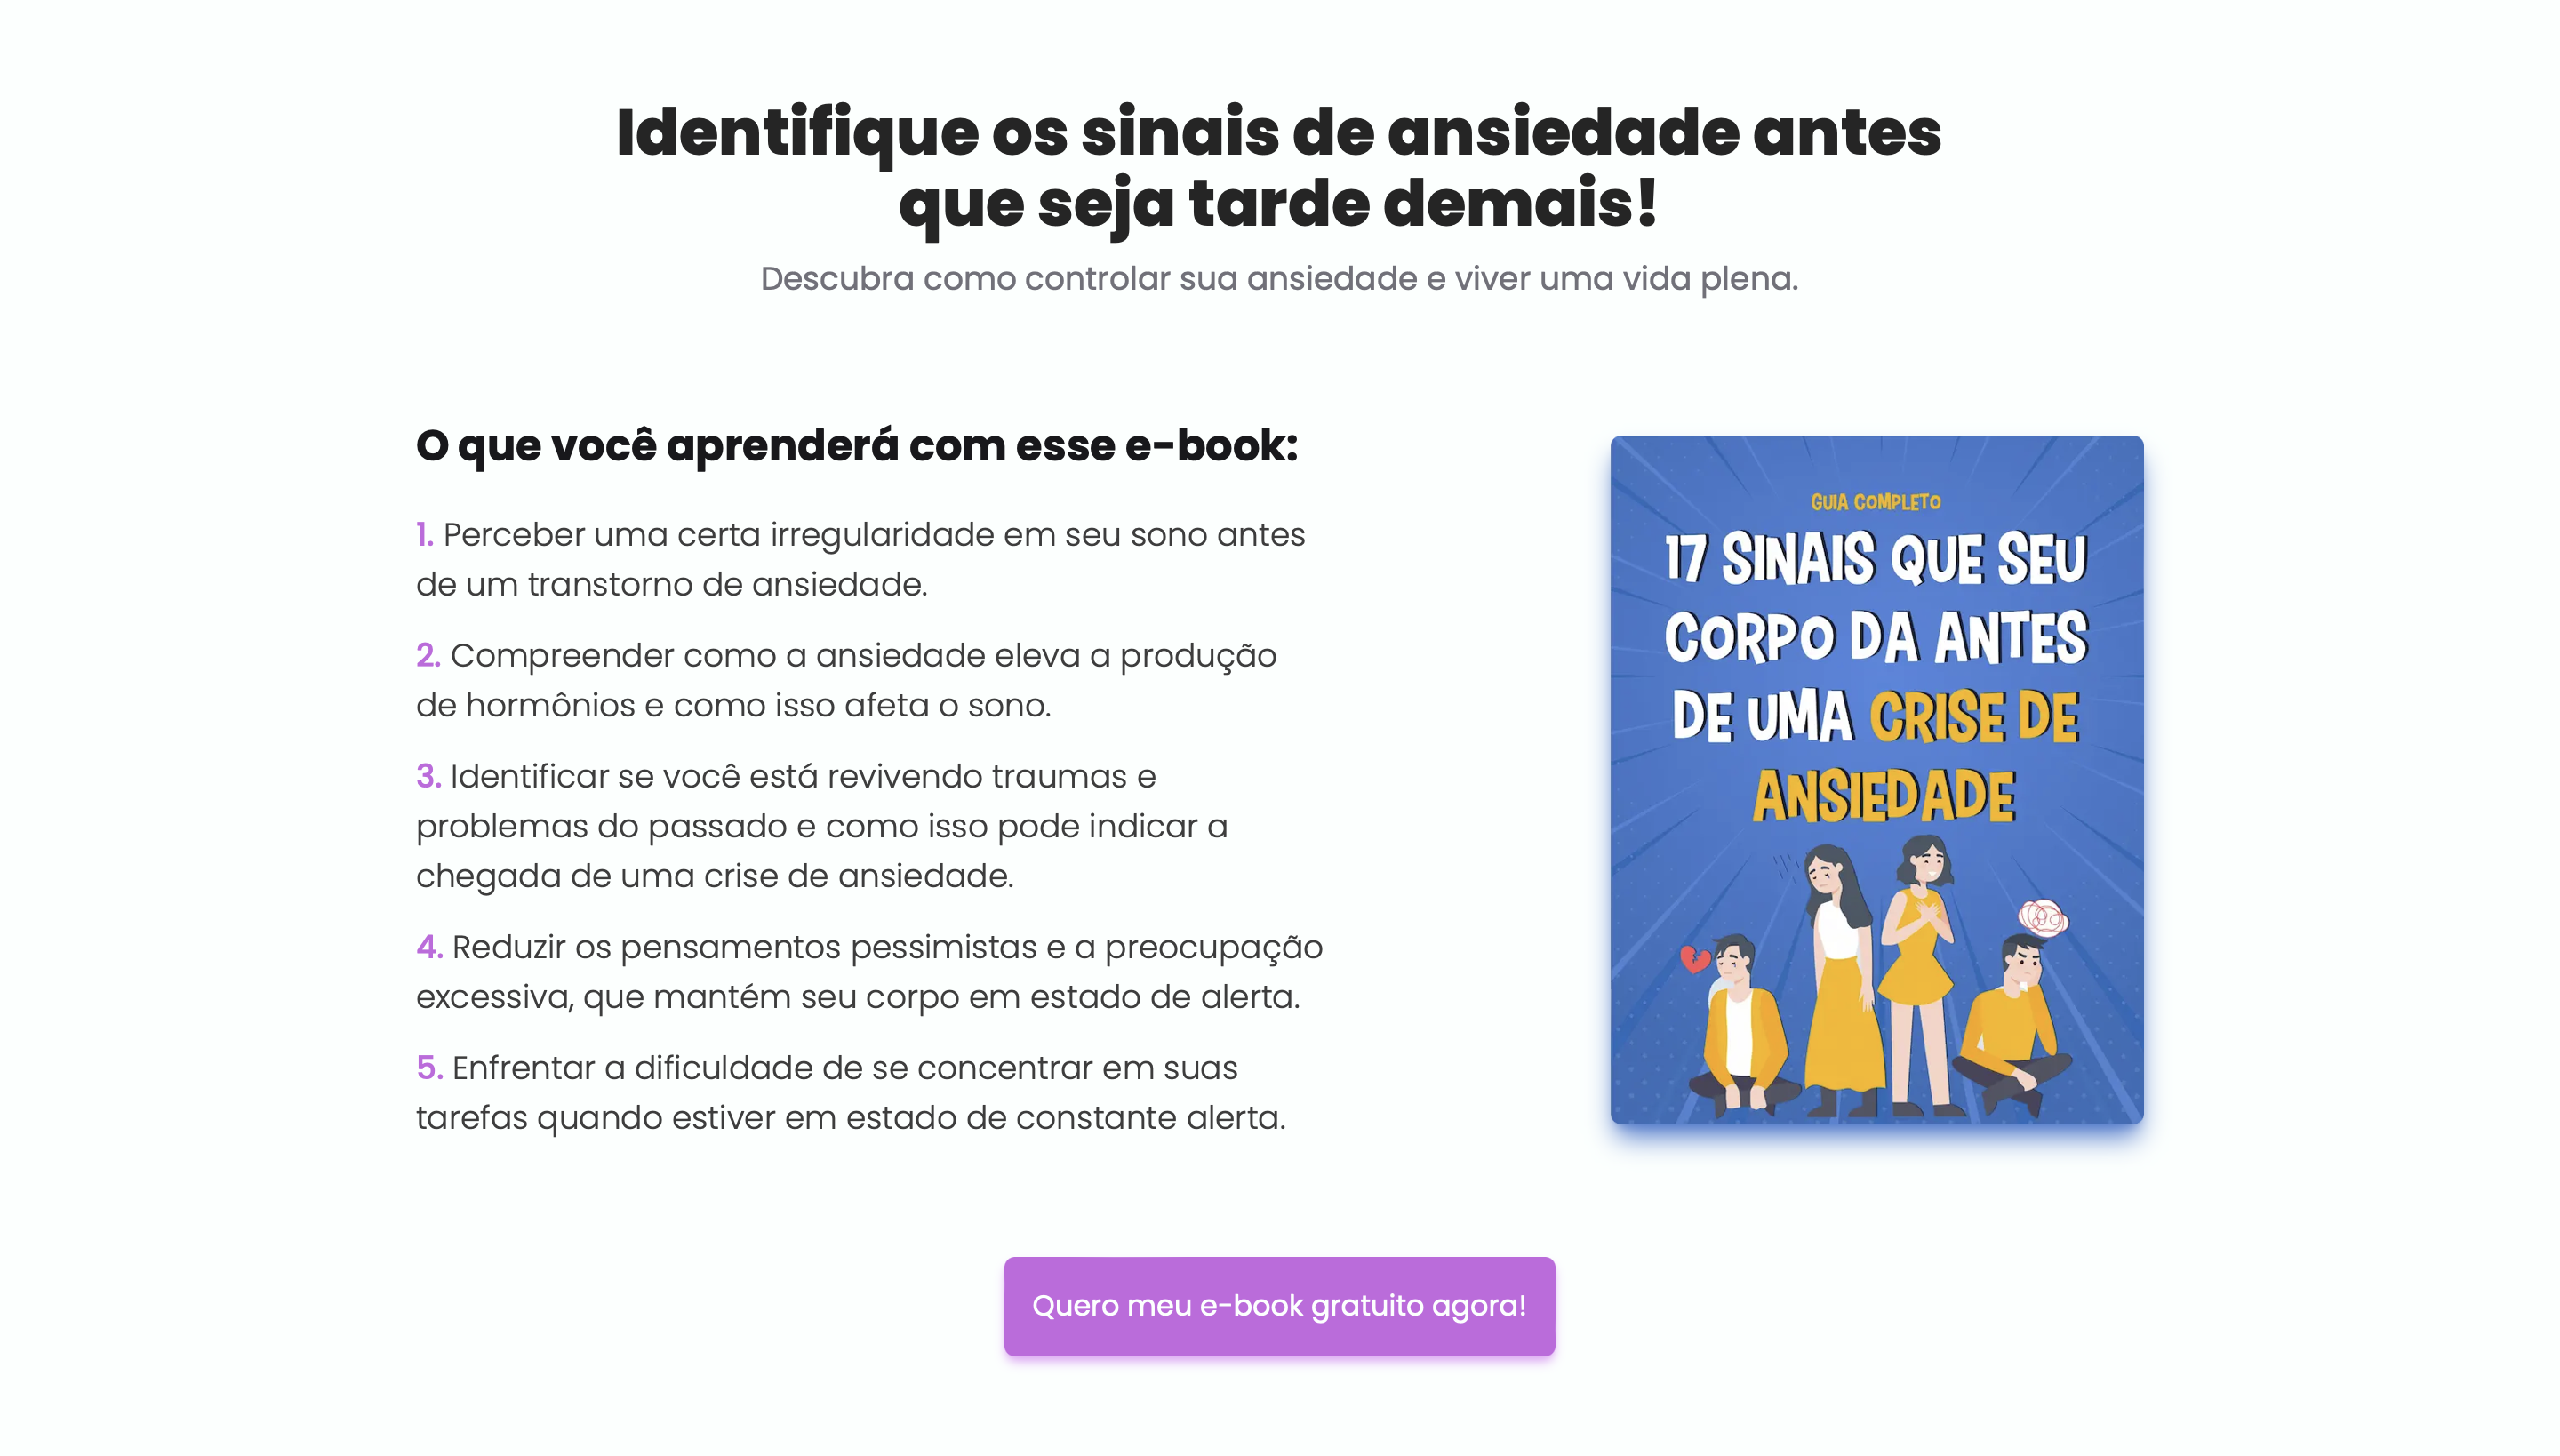 Identifique os sinais de ansiedade antes
que seja tarde demais!
Descubra como controlar sua ansiedade e viver uma vida plena.
O que você aprenderá com esse e-book:
1. Perceber uma certa irregularidade em seu sono antes
de um transtorno de ansiedade.
2. Compreender como a ansiedade eleva a produção
de hormônios e como isso afeta o sono.
3. Identificar se você está revivendo traumas e
problemas do passado e como isso pode indicar a
chegada de uma crise de ansiedade.
4. Reduzir os pensamentos pessimistas e a preocupação
excessiva, que mantém seu corpo em estado de alerta.
5. Enfrentar a dificuldade de se concentrar em suas
tarefas quando estiver em estado de constante alerta.
GUIA COMPLETO
17 SINAIS QUE SEU
CORPO DA ANTES
DE UMA CRISE DE
ANSIEDADE
Quero meu e-book gratuito agora!